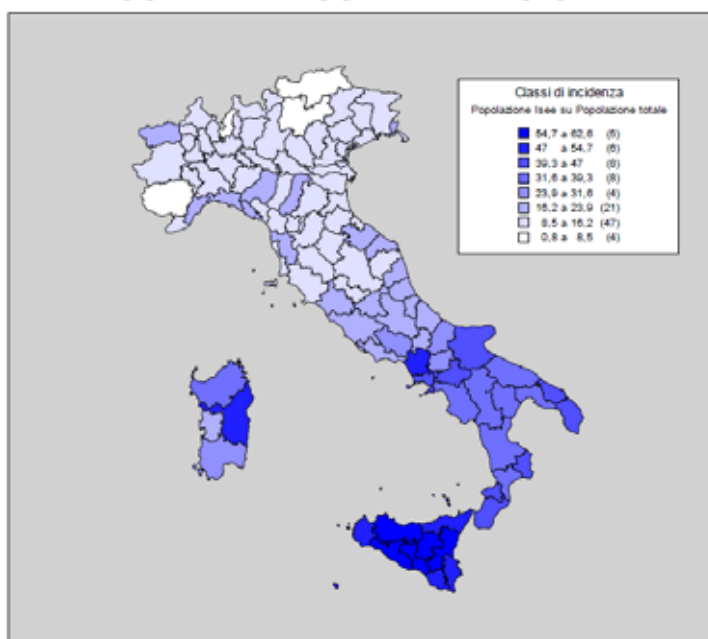 Classi di incidenza
Popolazione Isee su Popolazione totale
54,7 a 62,6 (5)
47 a 54,7 (6)
39,3 a 47 (8)
31,6 a 39,3 (8)
23,9 a 31,6 (4)
16,2 a 23,9 (21)
8,5 a 16,2 (47)
0,8 a 8,5 (4)